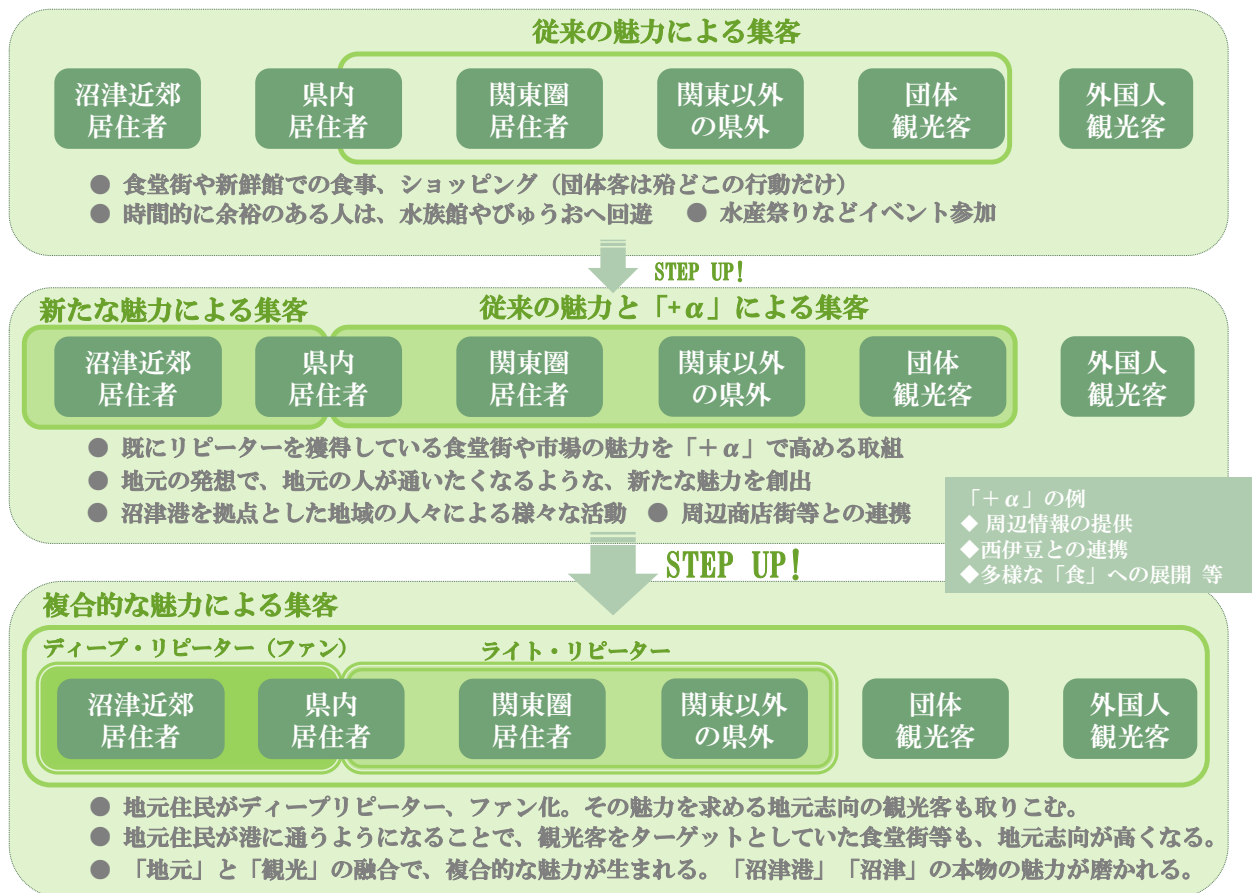 従来の魅力による集客
沼津近郊
居住者
県内
居住者
関東圏
居住者
関東以外
の県外
団体
観光客
外国人
観光客
● 食堂街や新鮮館での食事、ショッピング（団体客は殆どこの行動だけ）
● 時間的に余裕のある人は、水族館やびゅうおへ回遊 ● 水産祭りなどイベント参加
STEP UP!
新たな魅力による集客
従来の魅力と「+α」による集客
沼津近郊
居住者
県内
居住者
関東圏
居住者
関東以外
の県外
団体
観光客
外国人
観光客
● 既にリピーターを獲得している食堂街や市場の魅力を「＋α」で高める取組
● 地元の発想で、地元の人が通いたくなるような、新たな魅力を創出
● 沼津港を拠点とした地域の人々による様々な活動 ● 周辺商店街等との連携
「＋α」の例
◆ 周辺情報の提供
◆西伊豆との連携
◆多様な「食」への展開 等
STEP UP!
複合的な魅力による集客
ディープ・リピーター（ファン）
ライト・リピーター
沼津近郊
居住者
県内
居住者
関東圏
居住者
関東以外
の県外
団体
観光客
外国人
観光客
● 地元住民がディープリピーター、ファン化。その魅力を求める地元志向の観光客も取りこむ。
● 地元住民が港に通うようになることで、観光客をターゲットとしていた食堂街等も、地元志向が高くなる。
● 「地元」と「観光」の融合で、複合的な魅力が生まれる。「沼津港」「沼津」の本物の魅力が磨かれる。